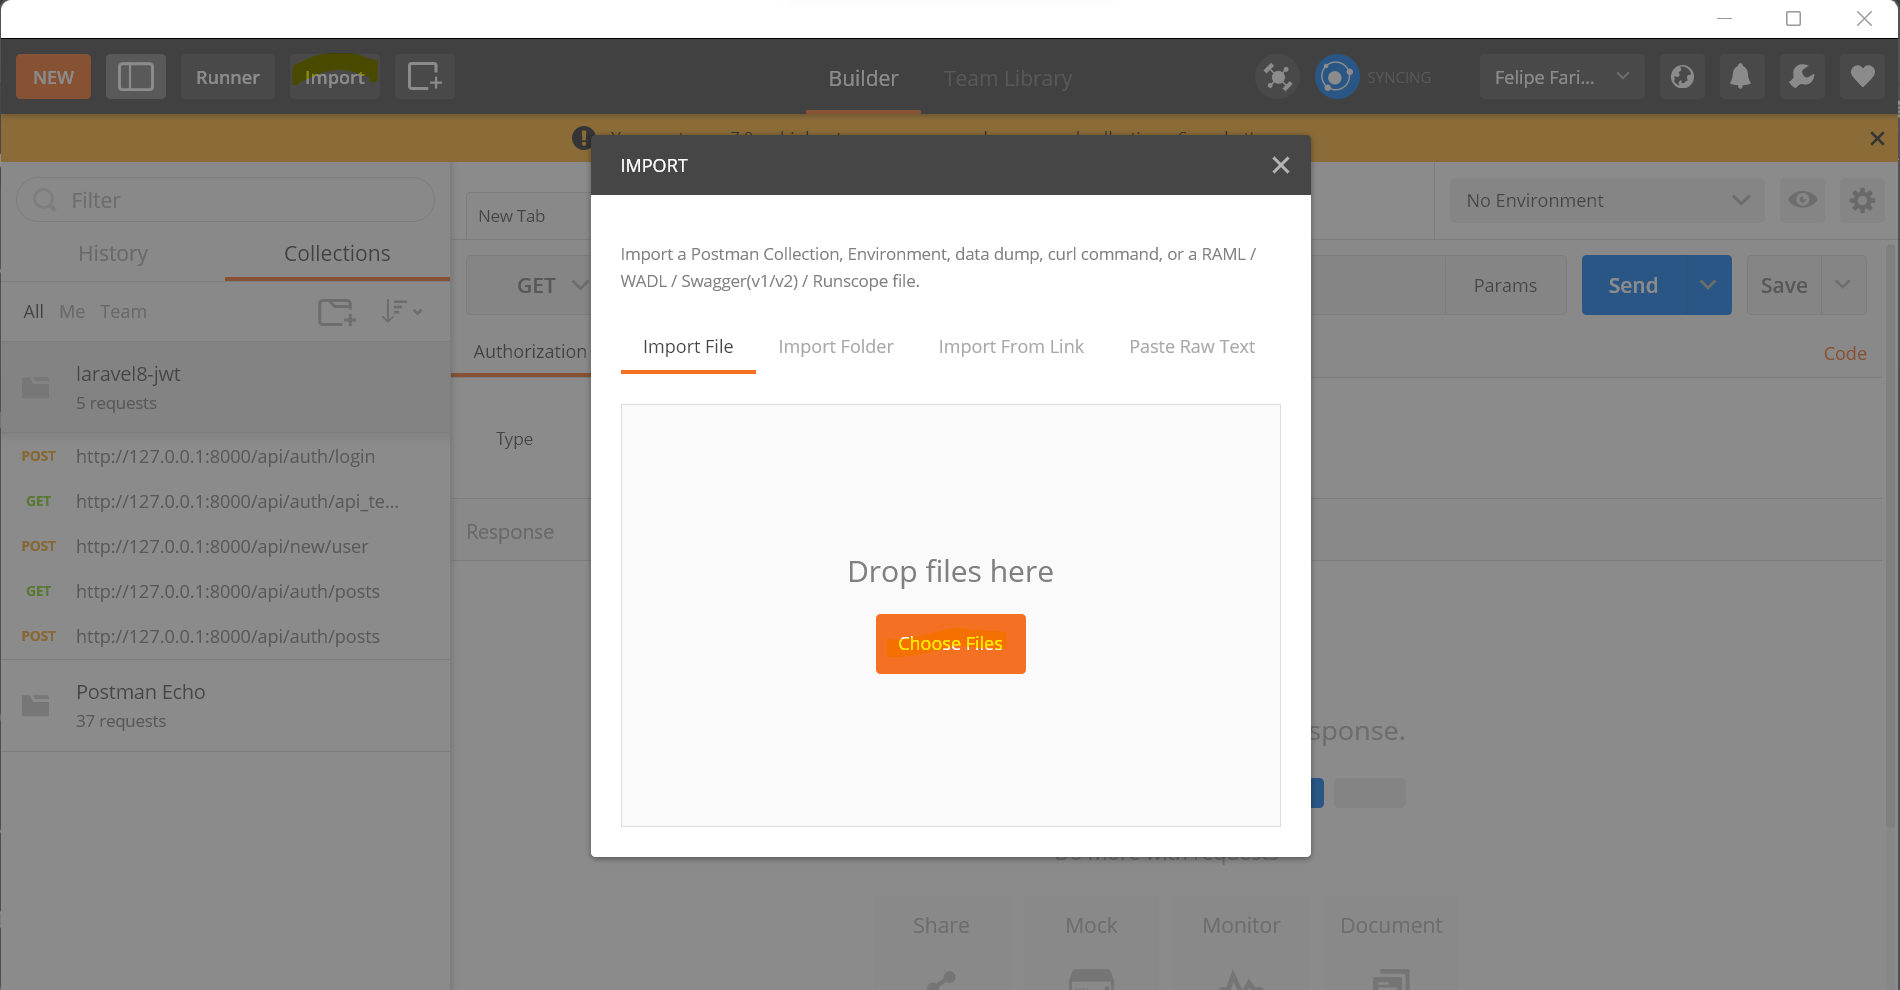 NEW
Runner
Import
Builder
Team Library
SYNCING
Felipe Fari...
IMPORT
Filter
History
Collections
All Me Team
laravel8-jwt
5 requests
POST http://127.0.0.1:8000/api/auth/login
GET http://127.0.0.1:8000/api/auth/api_te...
POST http://127.0.0.1:8000/api/new/user
GET http://127.0.0.1:8000/api/auth/posts
POST http://127.0.0.1:8000/api/auth/posts
Postman Echo
37 requests
New Tab
No Environment
GET
Params
Send
Save
Authorization
Code
Type
Response
Import a Postman Collection, Environment, data dump, curl command, or a RAML /
WADL / Swagger(v1/v2) / Runscope file.
Import File
Import Folder
Import From Link
Paste Raw Text
Drop files here
Choose Files
sponse.
Share
Mock
Monitor
Document